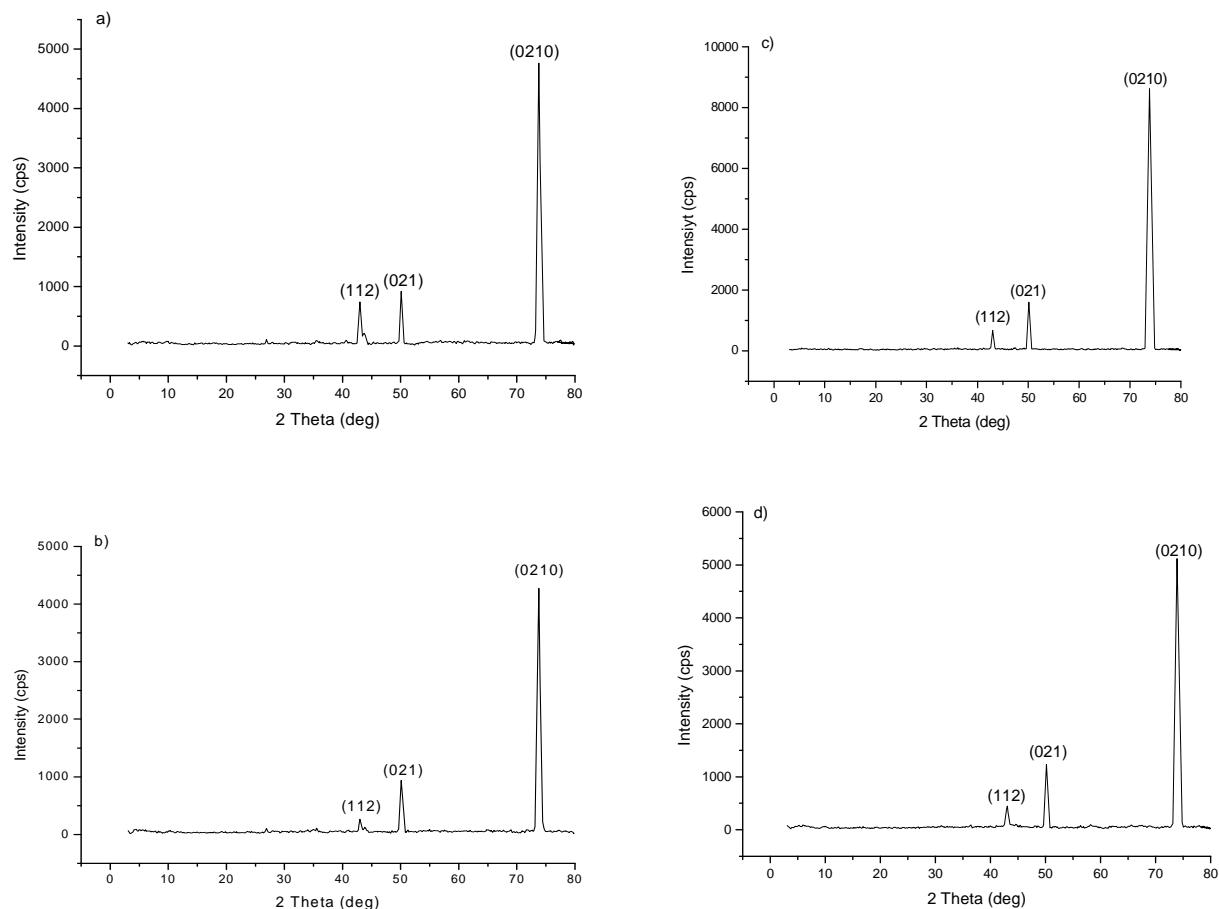 a)
(0210)
5000
4000
3000
2000
1000
0
Intensity (cps)
(112)
(021)
0 10 20 30 40 50 60 70 80
2 Theta (deg)
c)
(0210)
10000
8000
6000
4000
2000
0
Intensiyt (cps)
(112)
(021)
0 10 20 30 40 50 60 70 80
2 Theta (deg)
b)
(0210)
5000
4000
3000
2000
1000
0
Intensity (cps)
(112)
(021)
0 10 20 30 40 50 60 70 80
2 Theta (deg)
d)
(0210)
6000
5000
4000
3000
2000
1000
0
Intensity (cps)
(112)
(021)
0 10 20 30 40 50 60 70 80
2 Theta (deg)